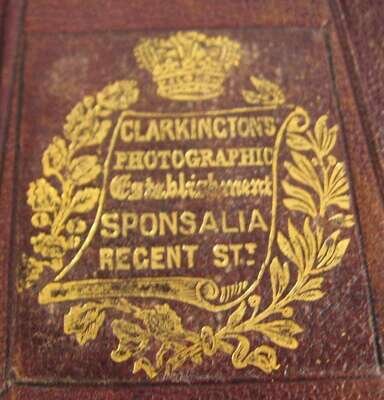 CLARKINGTON'S
PHOTOGRAPHIC
Establishment
SPONSALIA
REGENT ST.